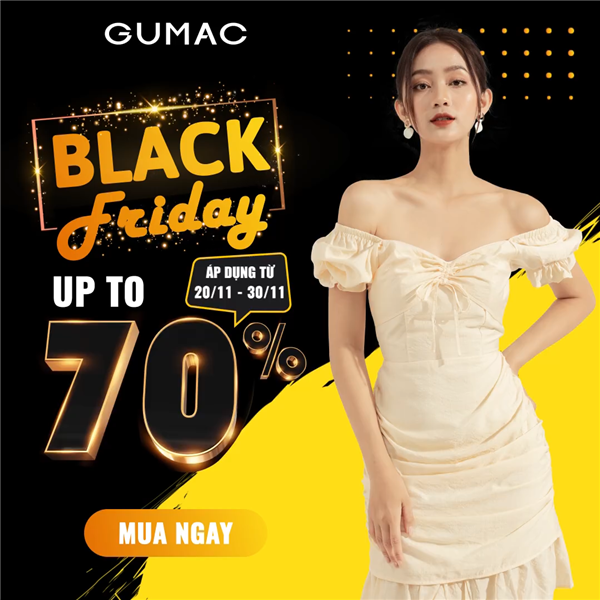 GUMAC
BLACK
Friday
UP TO
ÁP DỤNG TỪ
20/11 - 30/11
70%
MUA NGAY